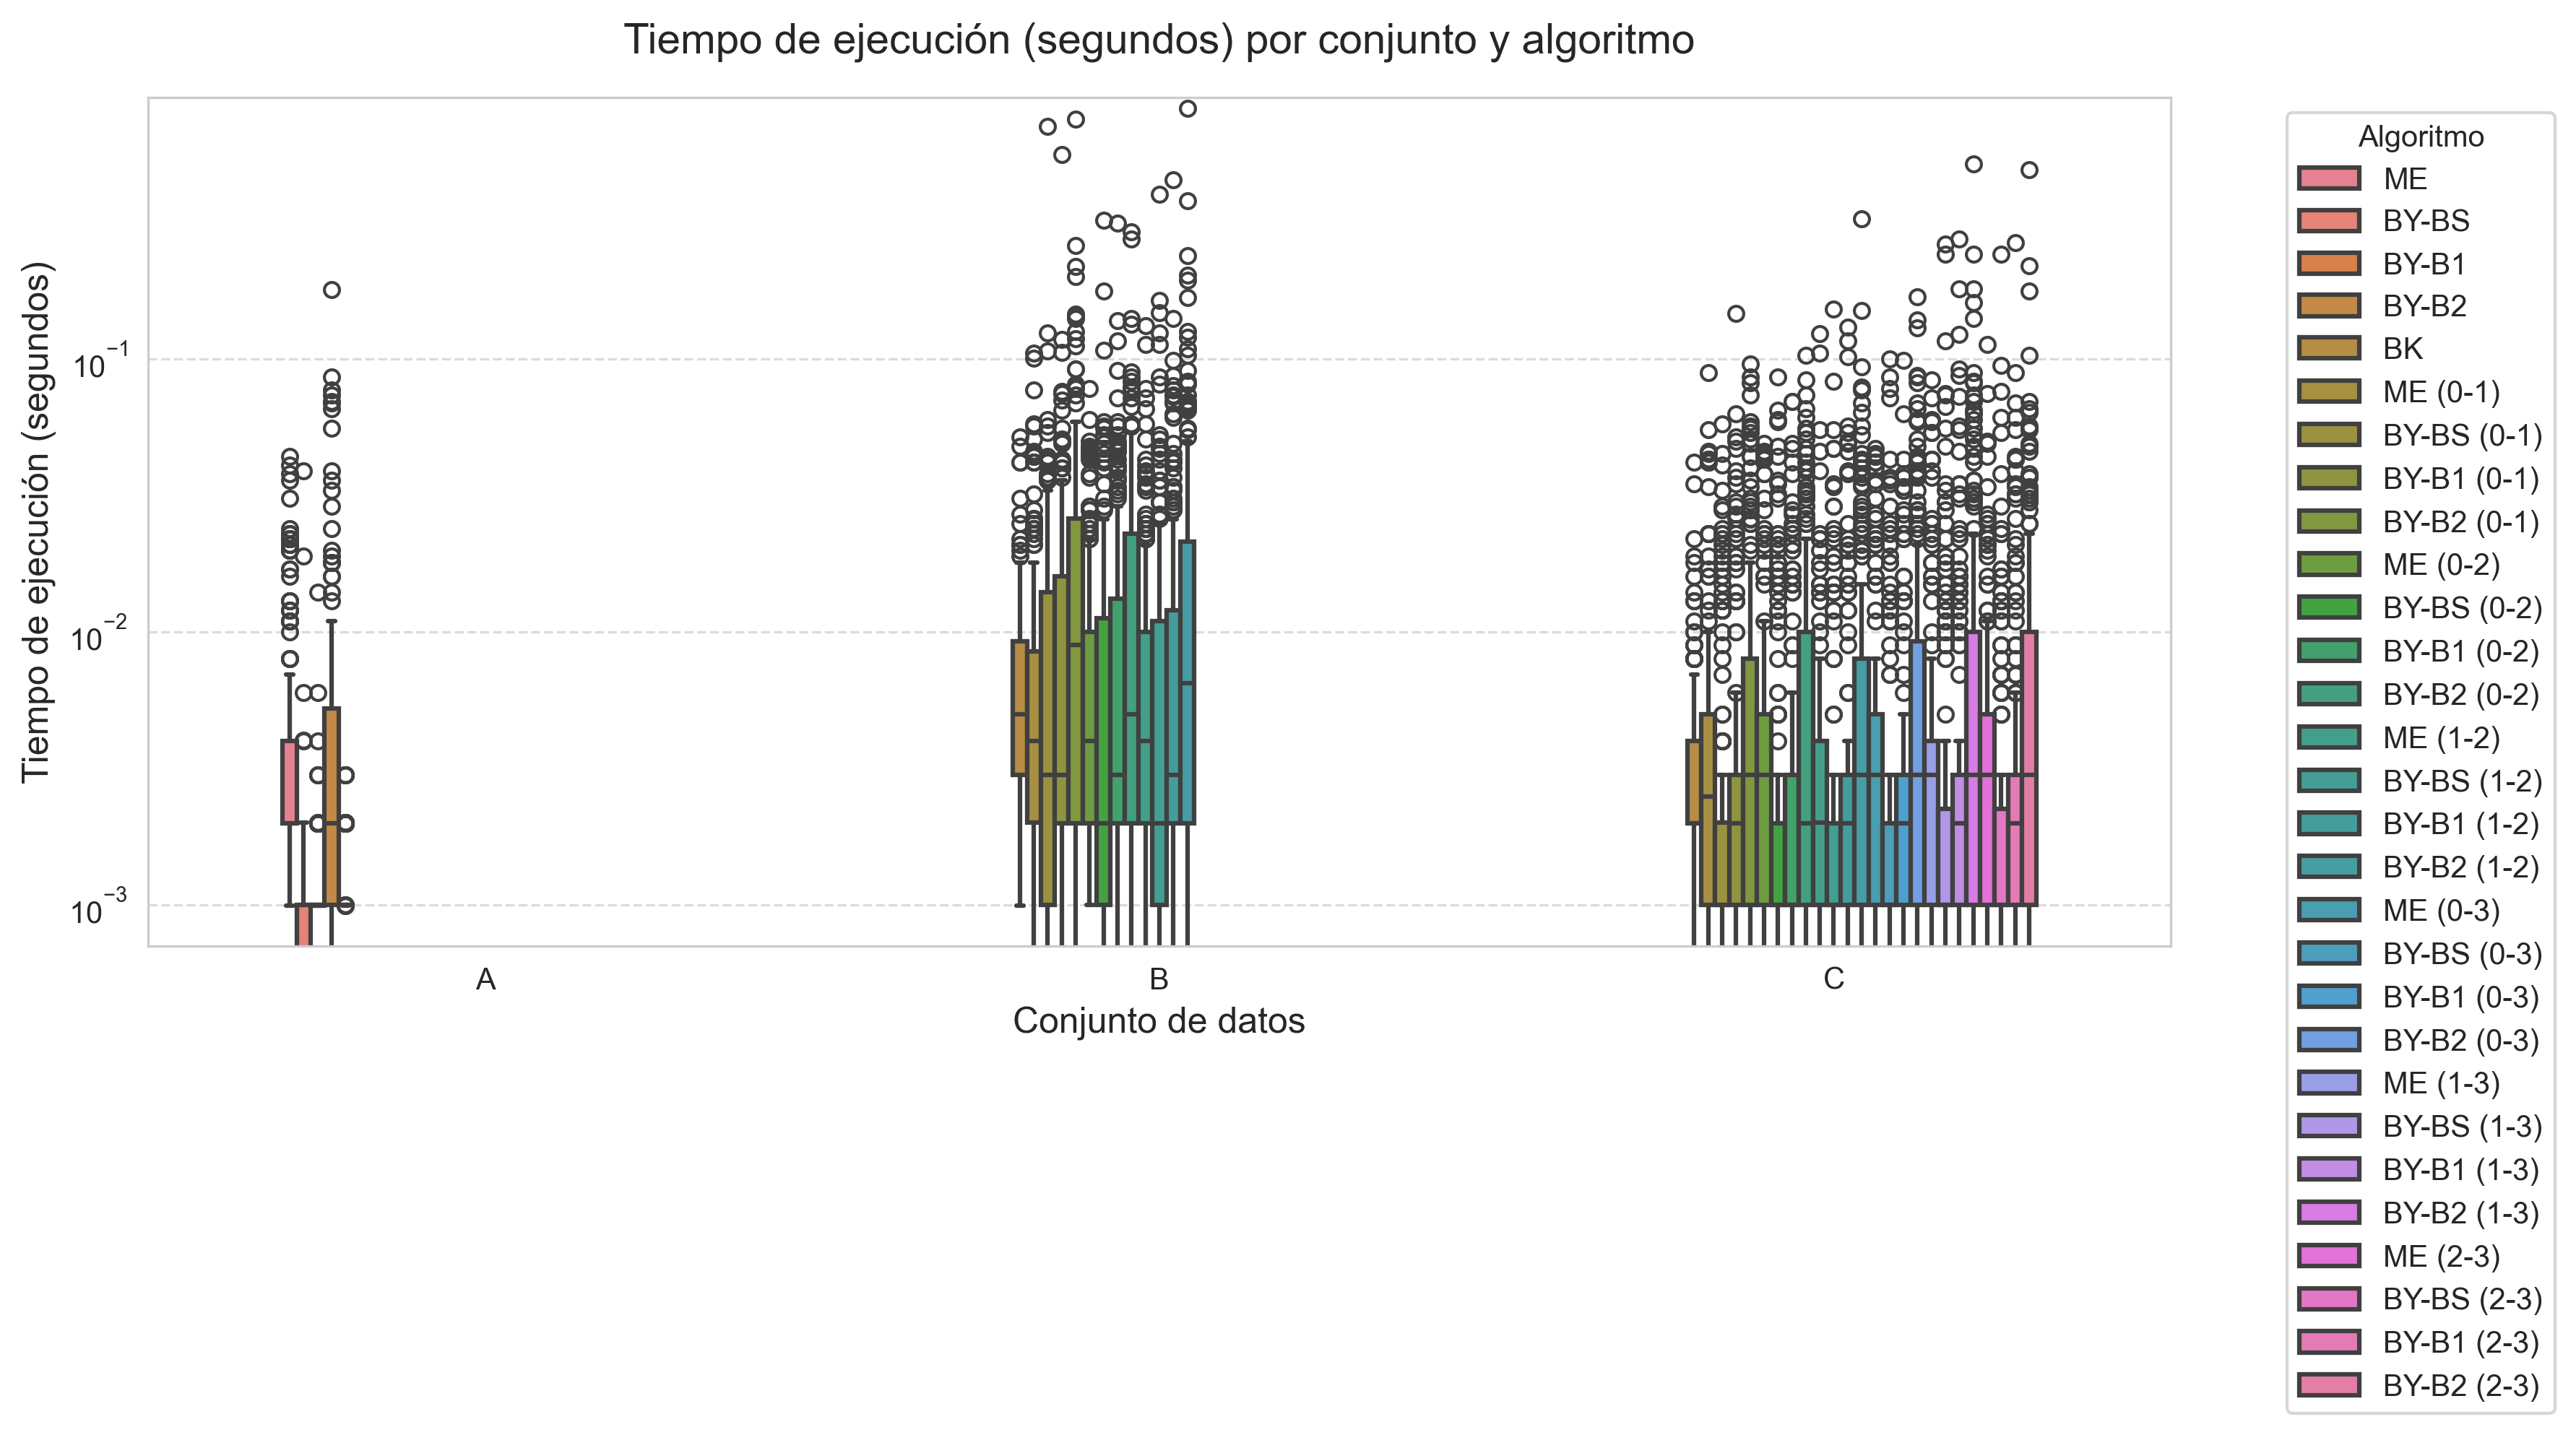 Tiempo de ejecución (segundos) por conjunto y algoritmo
Tiempo de ejecución (segundos)
10⁻¹
10⁻²
10⁻³
A
B
C
Conjunto de datos
Algoritmo
ME
BY-BS
BY-B1
BY-B2
BK
ME (0-1)
BY-BS (0-1)
BY-B1 (0-1)
BY-B2 (0-1)
ME (0-2)
BY-BS (0-2)
BY-B1 (0-2)
BY-B2 (0-2)
ME (1-2)
BY-BS (1-2)
BY-B1 (1-2)
BY-B2 (1-2)
ME (0-3)
BY-BS (0-3)
BY-B1 (0-3)
BY-B2 (0-3)
ME (1-3)
BY-BS (1-3)
BY-B1 (1-3)
BY-B2 (1-3)
ME (2-3)
BY-BS (2-3)
BY-B1 (2-3)
BY-B2 (2-3)